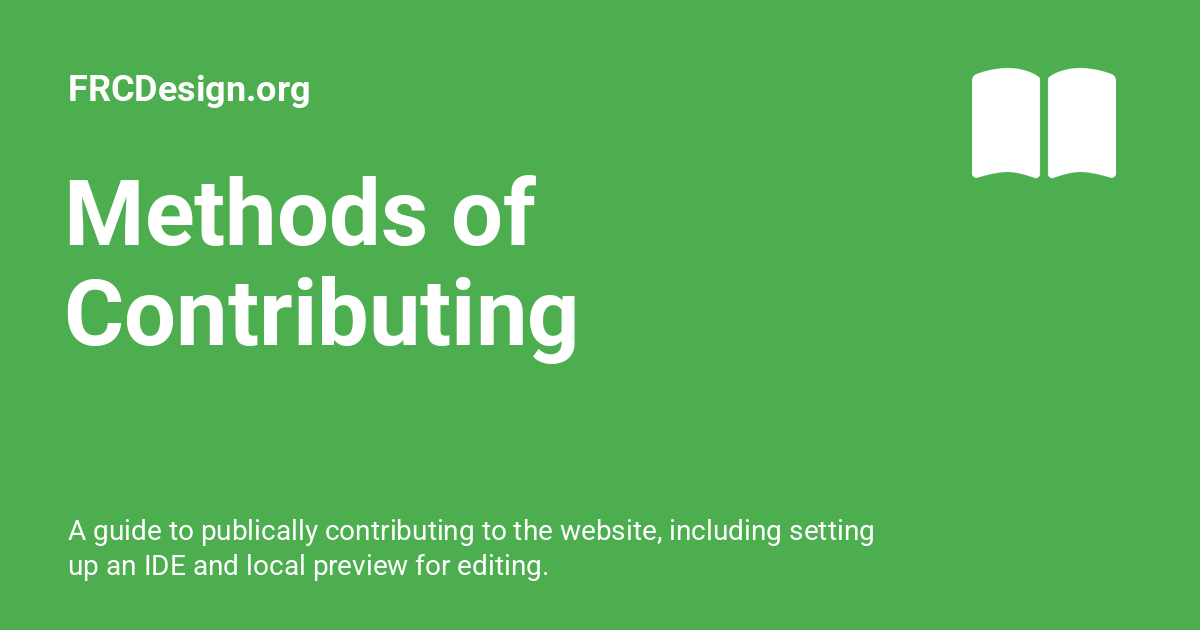 FRCDesign.org
Methods of
Contributing
A guide to publically contributing to the website, including setting
up an IDE and local preview for editing.